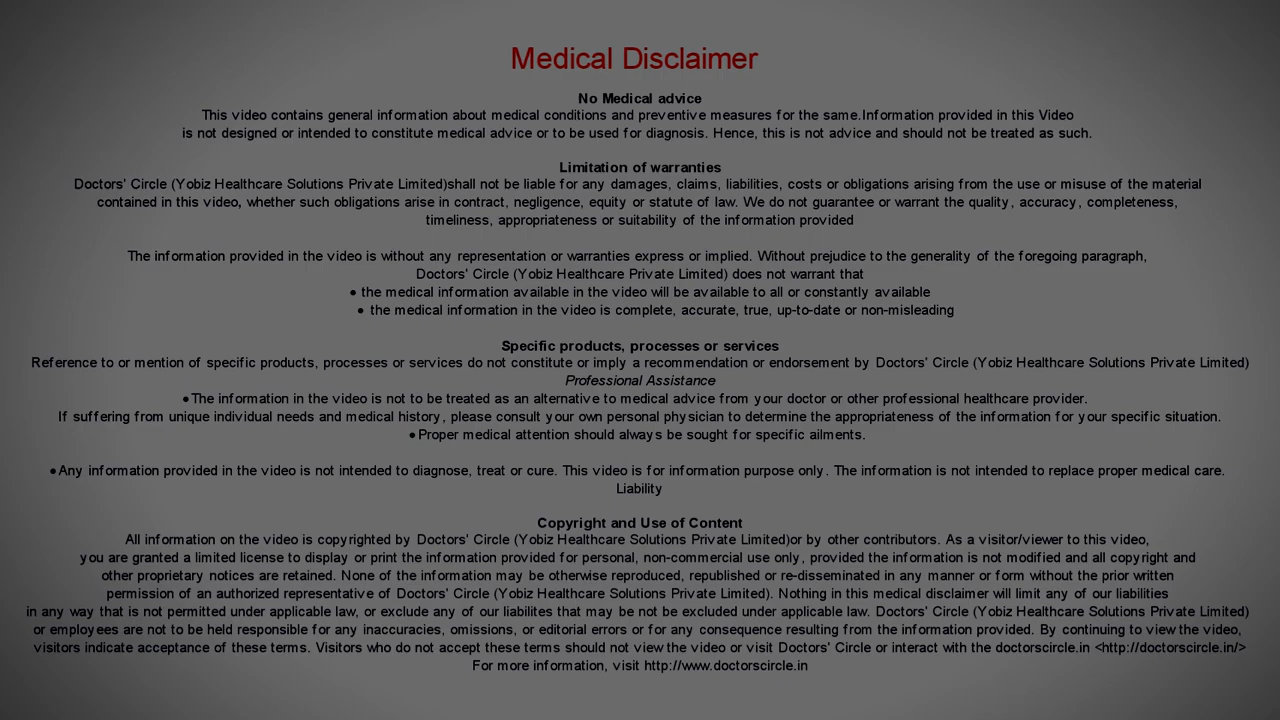 Medical Disclaimer
No Medical advice
This video contains general information about medical conditions and preventive measures for the same.Information provided in this Video
is not designed or intended to constitute medical advice or to be used for diagnosis. Hence, this is not advice and should not be treated as such.
Limitation of warranties
Doctors' Circle (Yobiz Healthcare Solutions Private Limited)shall not be liable for any damages, claims, liabilities, costs or obligations arising from the use or misuse of the material
contained in this video, whether such obligations arise in contract, negligence, equity or statute of law. We do not guarantee or warrant the quality, accuracy, completeness,
timeliness, appropriateness or suitability of the information provided
The information provided in the video is without any representation or warranties express or implied. Without prejudice to the generality of the foregoing paragraph,
Doctors' Circle (Yobiz Healthcare Private Limited) does not warrant that
• the medical information available in the video will be available to all or constantly available
• the medical information in the video is complete, accurate, true, up-to-date or non-misleading
Specific products, processes or services
Reference to or mention of specific products, processes or services do not constitute or imply a recommendation or endorsement by Doctors' Circle (Yobiz Healthcare Solutions Private Limited)
Professional Assistance
•The information in the video is not to be treated as an alternative to medical advice from your doctor or other professional healthcare provider.
If suffering from unique individual needs and medical history, please consult your own personal physician to determine the appropriateness of the information for your specific situation.
•Proper medical attention should always be sought for specific ailments.
•Any information provided in the video is not intended to diagnose, treat or cure. This video is for information purpose only. The information is not intended to replace proper medical care.
Liability
Copyright and Use of Content
All information on the video is copyrighted by Doctors' Circle (Yobiz Healthcare Solutions Private Limited)or by other contributors. As a visitor/viewer to this video,
you are granted a limited license to display or print the information provided for personal, non-commercial use only, provided the information is not modified and all copyright and
other proprietary notices are retained. None of the information may be otherwise reproduced, republished or re-disseminated in any manner or form without the prior written
permission of an authorized representative of Doctors' Circle (Yobiz Healthcare Solutions Private Limited). Nothing in this medical disclaimer will limit any of our liabilities
in any way that is not permitted under applicable law, or exclude any of our liabilites that may be not be excluded under applicable law. Doctors' Circle (Yobiz Healthcare Solutions Private Limited)
or employees are not to be held responsible for any inaccuracies, omissions, or editorial errors or for any consequence resulting from the information provided. By continuing to view the video,
visitors indicate acceptance of these terms. Visitors who do not accept these terms should not view the video or visit Doctors' Circle or interact with the doctorscircle.in <http://doctorscircle.in/>
For more information, visit http://www.doctorscircle.in